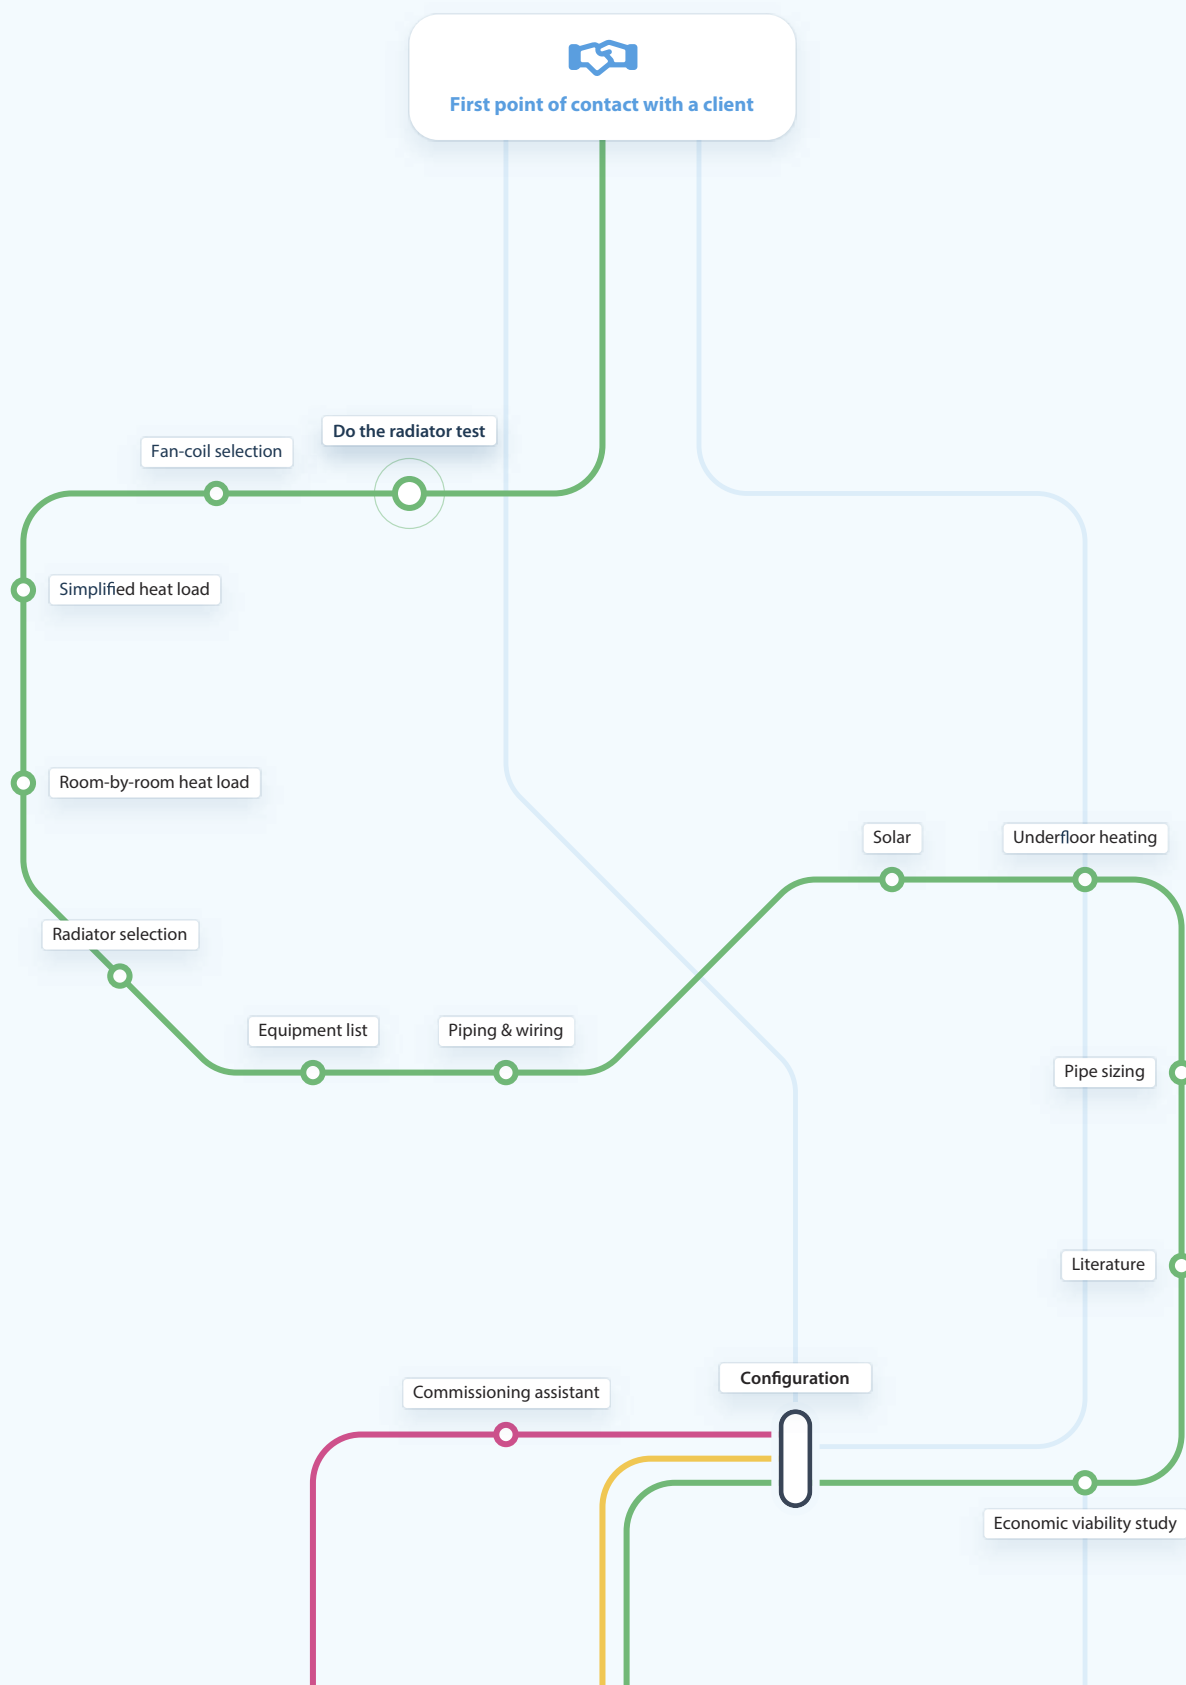 First point of contact with a client
Do the radiator test
Fan-coil selection
Simplified heat load
Room-by-room heat load
Solar
Underfloor heating
Radiator selection
Equipment list
Piping & wiring
Pipe sizing
Literature
Configuration
Commissioning assistant
Economic viability study